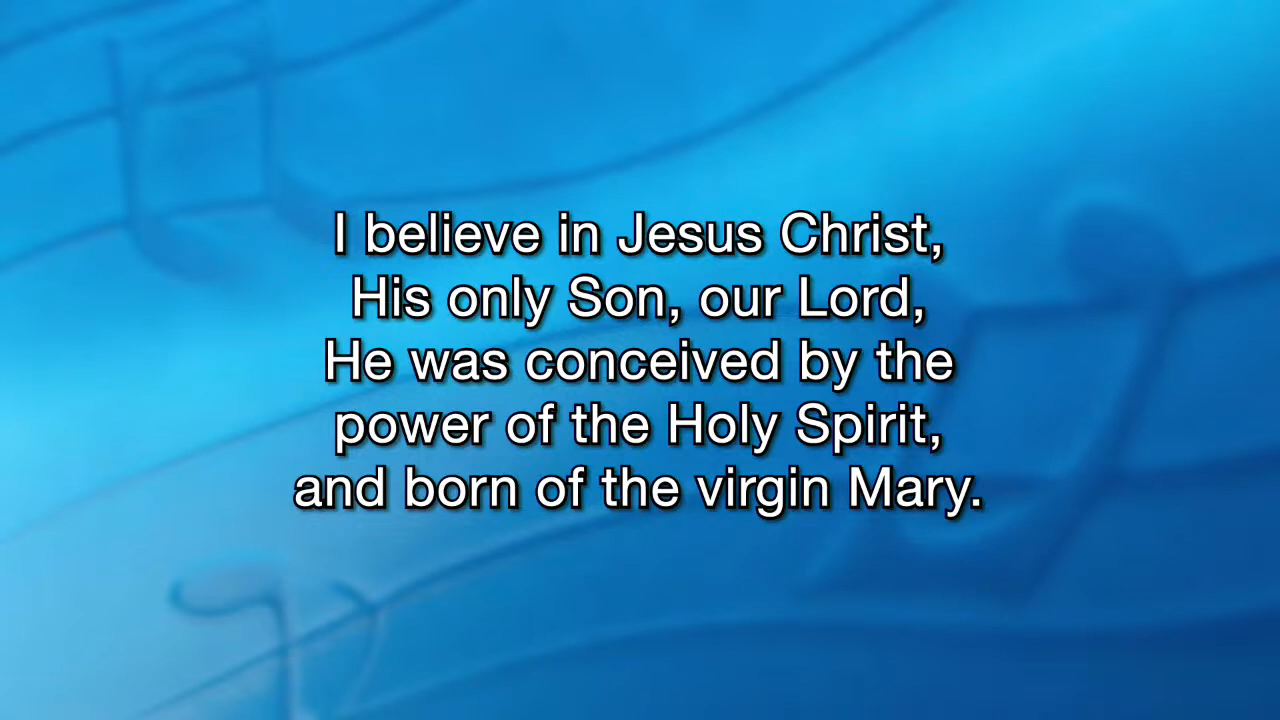 I believe in Jesus Christ,
His only Son, our Lord,
He was conceived by the
power of the Holy Spirit,
and born of the virgin Mary.